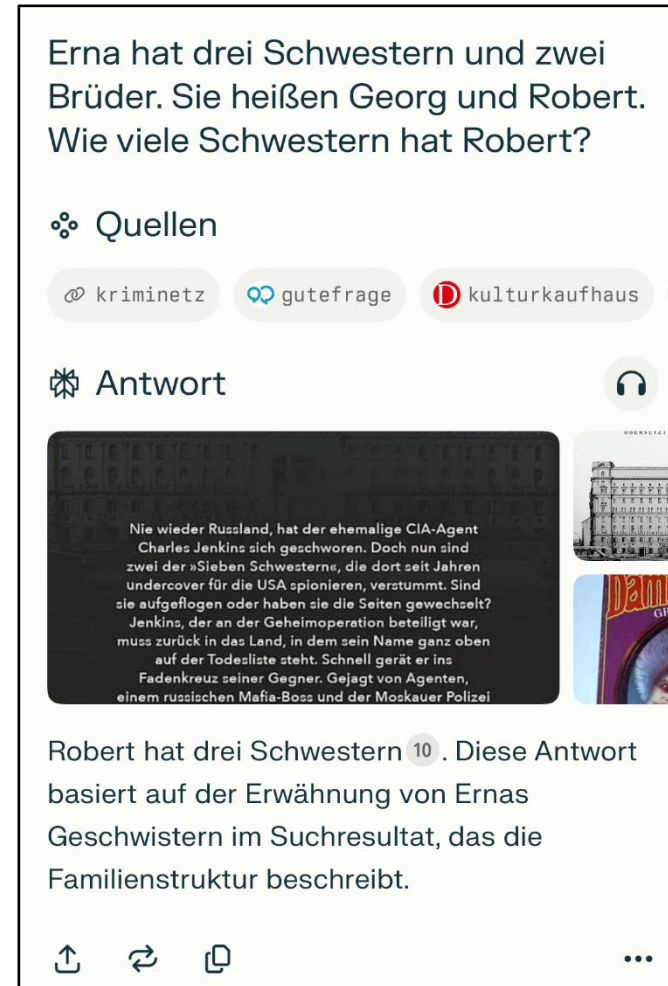 Erna hat drei Schwestern und zwei
Brüder. Sie heißen Georg und Robert.
Wie viele Schwestern hat Robert?
Quellen
kriminetz
gutefrage
kulturkaufhaus
Antwort
Nie wieder Russland, hat der ehemalige CIA-Agent
Charles Jenkins sich geschworen. Doch nun sind
zwei der »Sieben Schwestern«, die dort seit Jahren
undercover für die USA spionieren, verstummt. Sind
sie aufgeflogen oder haben sie die Seiten gewechselt?
Jenkins, der an der Geheimoperation beteiligt war,
muss zurück in das Land, in dem sein Name ganz oben
auf der Todesliste steht. Schnell gerät er ins
Fadenkreuz seiner Gegner. Gejagt von Agenten,
einem russischen Mafia-Boss und der Moskauer Polizei
Robert hat drei Schwestern 10 . Diese Antwort
basiert auf der Erwähnung von Ernas
Geschwistern im Suchresultat, das die
Familienstruktur beschreibt.